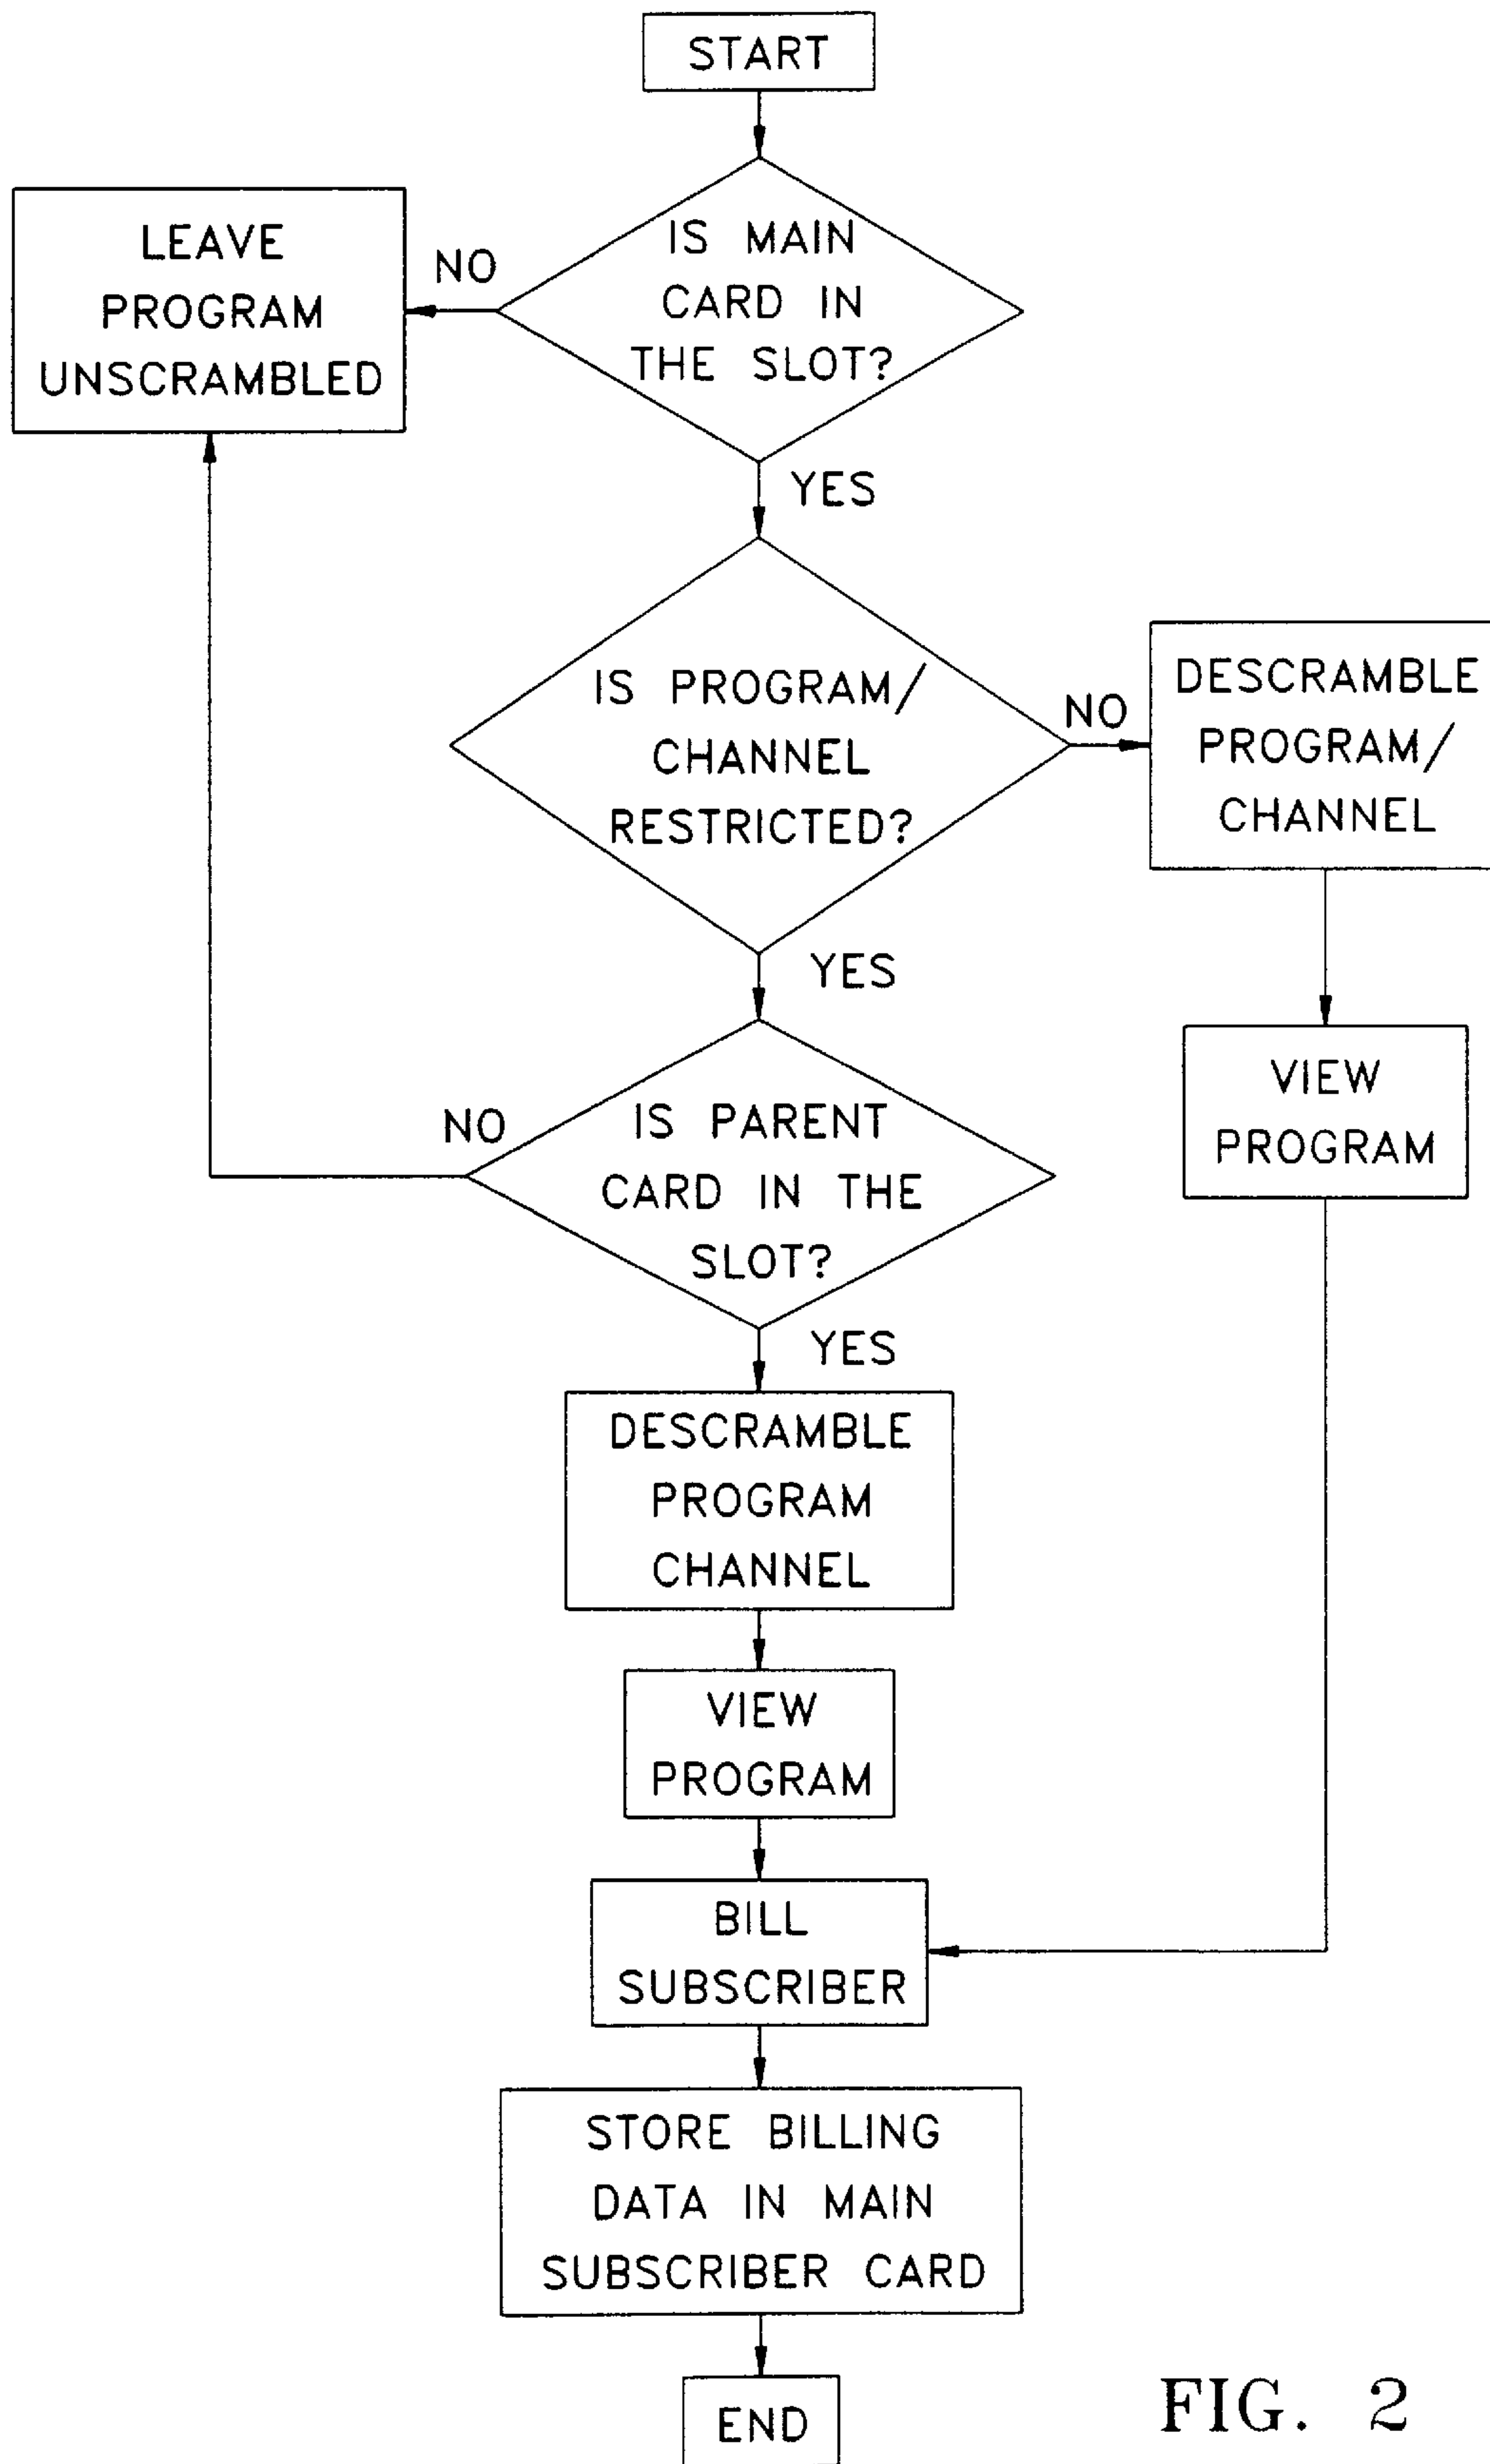 START
IS MAIN
CARD IN
THE SLOT?
NO
LEAVE
PROGRAM
UNSCRAMBLED
YES
IS PROGRAM/
CHANNEL
RESTRICTED?
NO
DESCRAMBLE
PROGRAM/
CHANNEL
VIEW
PROGRAM
YES
IS PARENT
CARD IN THE
SLOT?
NO
YES
DESCRAMBLE
PROGRAM
CHANNEL
VIEW
PROGRAM
BILL
SUBSCRIBER
STORE BILLING
DATA IN MAIN
SUBSCRIBER CARD
END
FIG. 2